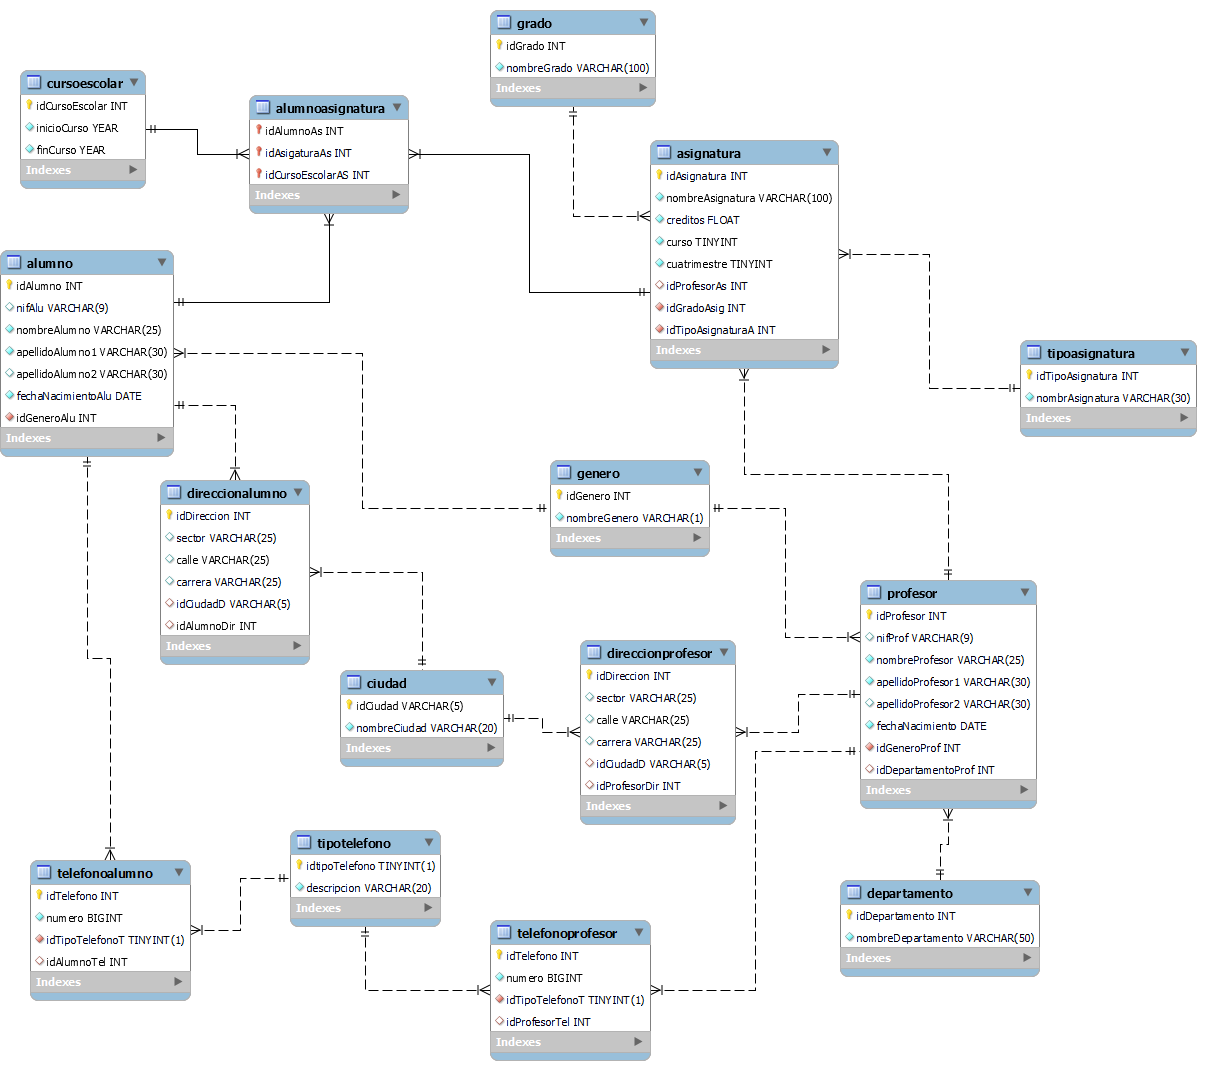 grado
idGrado INT
nombreGrado VARCHAR(100)
Indexes
cursoescolar
idCursoEscolar INT
inicioCurso YEAR
finCurso YEAR
Indexes
alumnoasignatura
idAlumnoAs INT
idAsigaturaAs INT
idCursoEscolarAS INT
Indexes
asignatura
idAsignatura INT
nombreAsignatura VARCHAR(100)
creditos FLOAT
curso TINYINT
cuatrimestre TINYINT
idProfesorAs INT
idGradoAsig INT
idTipoAsignaturaA INT
Indexes
alumno
idAlumno INT
nifAlu VARCHAR(9)
nombreAlumno VARCHAR(25)
apellidoAlumno1 VARCHAR(30)
apellidoAlumno2 VARCHAR(30)
fechaNacimientoAlu DATE
idGeneroAlu INT
Indexes
tipoasignatura
idTipoAsignatura INT
nombrAsignatura VARCHAR(30)
Indexes
genero
idGenero INT
nombreGenero VARCHAR(1)
Indexes
direccionalumno
idDireccion INT
sector VARCHAR(25)
calle VARCHAR(25)
carrera VARCHAR(25)
idCiudadD VARCHAR(5)
idAlumnoDir INT
Indexes
profesor
idProfesor INT
nifProf VARCHAR(9)
nombreProfesor VARCHAR(25)
apellidoProfesor1 VARCHAR(30)
apellidoProfesor2 VARCHAR(30)
fechaNacimiento DATE
idGeneroProf INT
idDepartamentoProf INT
Indexes
direccionprofesor
idDireccion INT
sector VARCHAR(25)
calle VARCHAR(25)
carrera VARCHAR(25)
idCiudadD VARCHAR(5)
idProfesorDir INT
Indexes
ciudad
idCiudad VARCHAR(5)
nombreCiudad VARCHAR(20)
Indexes
tipotelefono
idtipoTelefono TINYINT(1)
descripcion VARCHAR(20)
Indexes
telefonoalumno
idTelefono INT
numero BIGINT
idTipoTelefonoT TINYINT(1)
idAlumnoTel INT
Indexes
telefonoprofesor
idTelefono INT
numero BIGINT
idTipoTelefonoT TINYINT(1)
idProfesorTel INT
Indexes
departamento
idDepartamento INT
nombreDepartamento VARCHAR(50)
Indexes